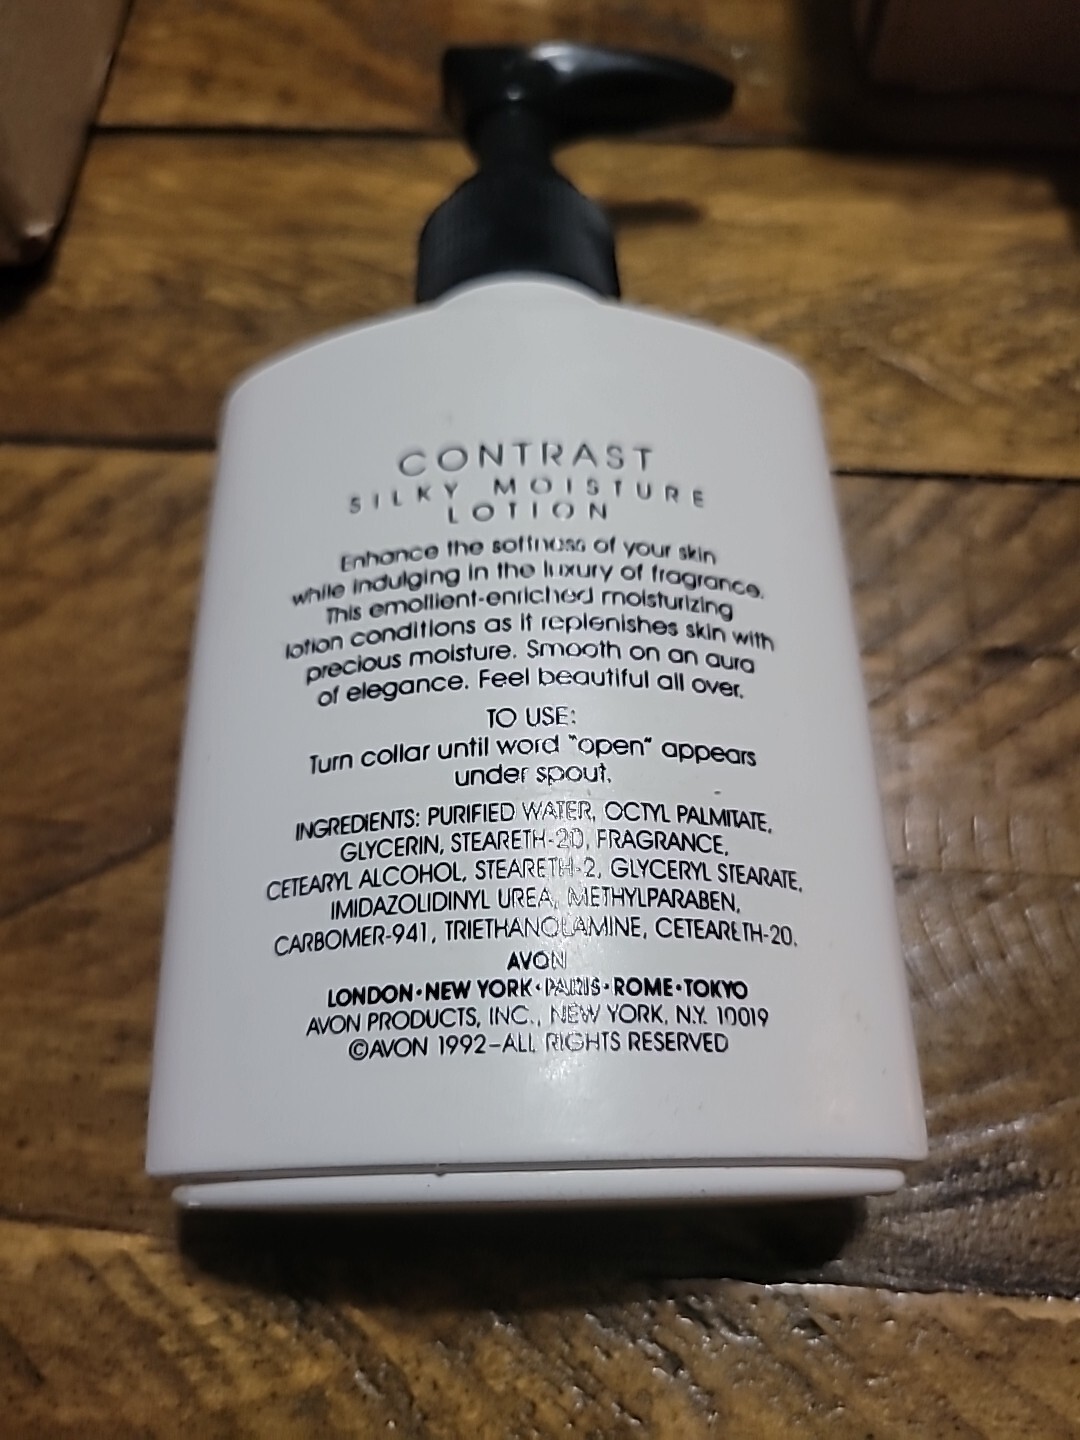 CONTRAST
SILKY MOISTURE
LOTION
Enhance the softness of your skin
while indulging in the luxury of fragrance.
This emollient-enriched moisturizing
lotion conditions as it replenishes skin with
precious moisture. Smooth on an aura
of elegance. Feel beautiful all over.
TO USE:
Turn collar until word "open" appears
under spout.
INGREDIENTS: PURIFIED WATER, OCTYL PALMITATE,
GLYCERIN, STEARETH-20, FRAGRANCE,
CETEARYL ALCOHOL, STEARETH-2, GLYCERYL STEARATE,
IMIDAZOLIDINYL UREA, METHYLPARABEN,
CARBOMER-941, TRIETHANOLAMINE, CETEARETH-20.
AVON
LONDON•NEW YORK•PARIS•ROME•TOKYO
AVON PRODUCTS, INC., NEW YORK, N.Y. 10019
©AVON 1992–ALL RIGHTS RESERVED